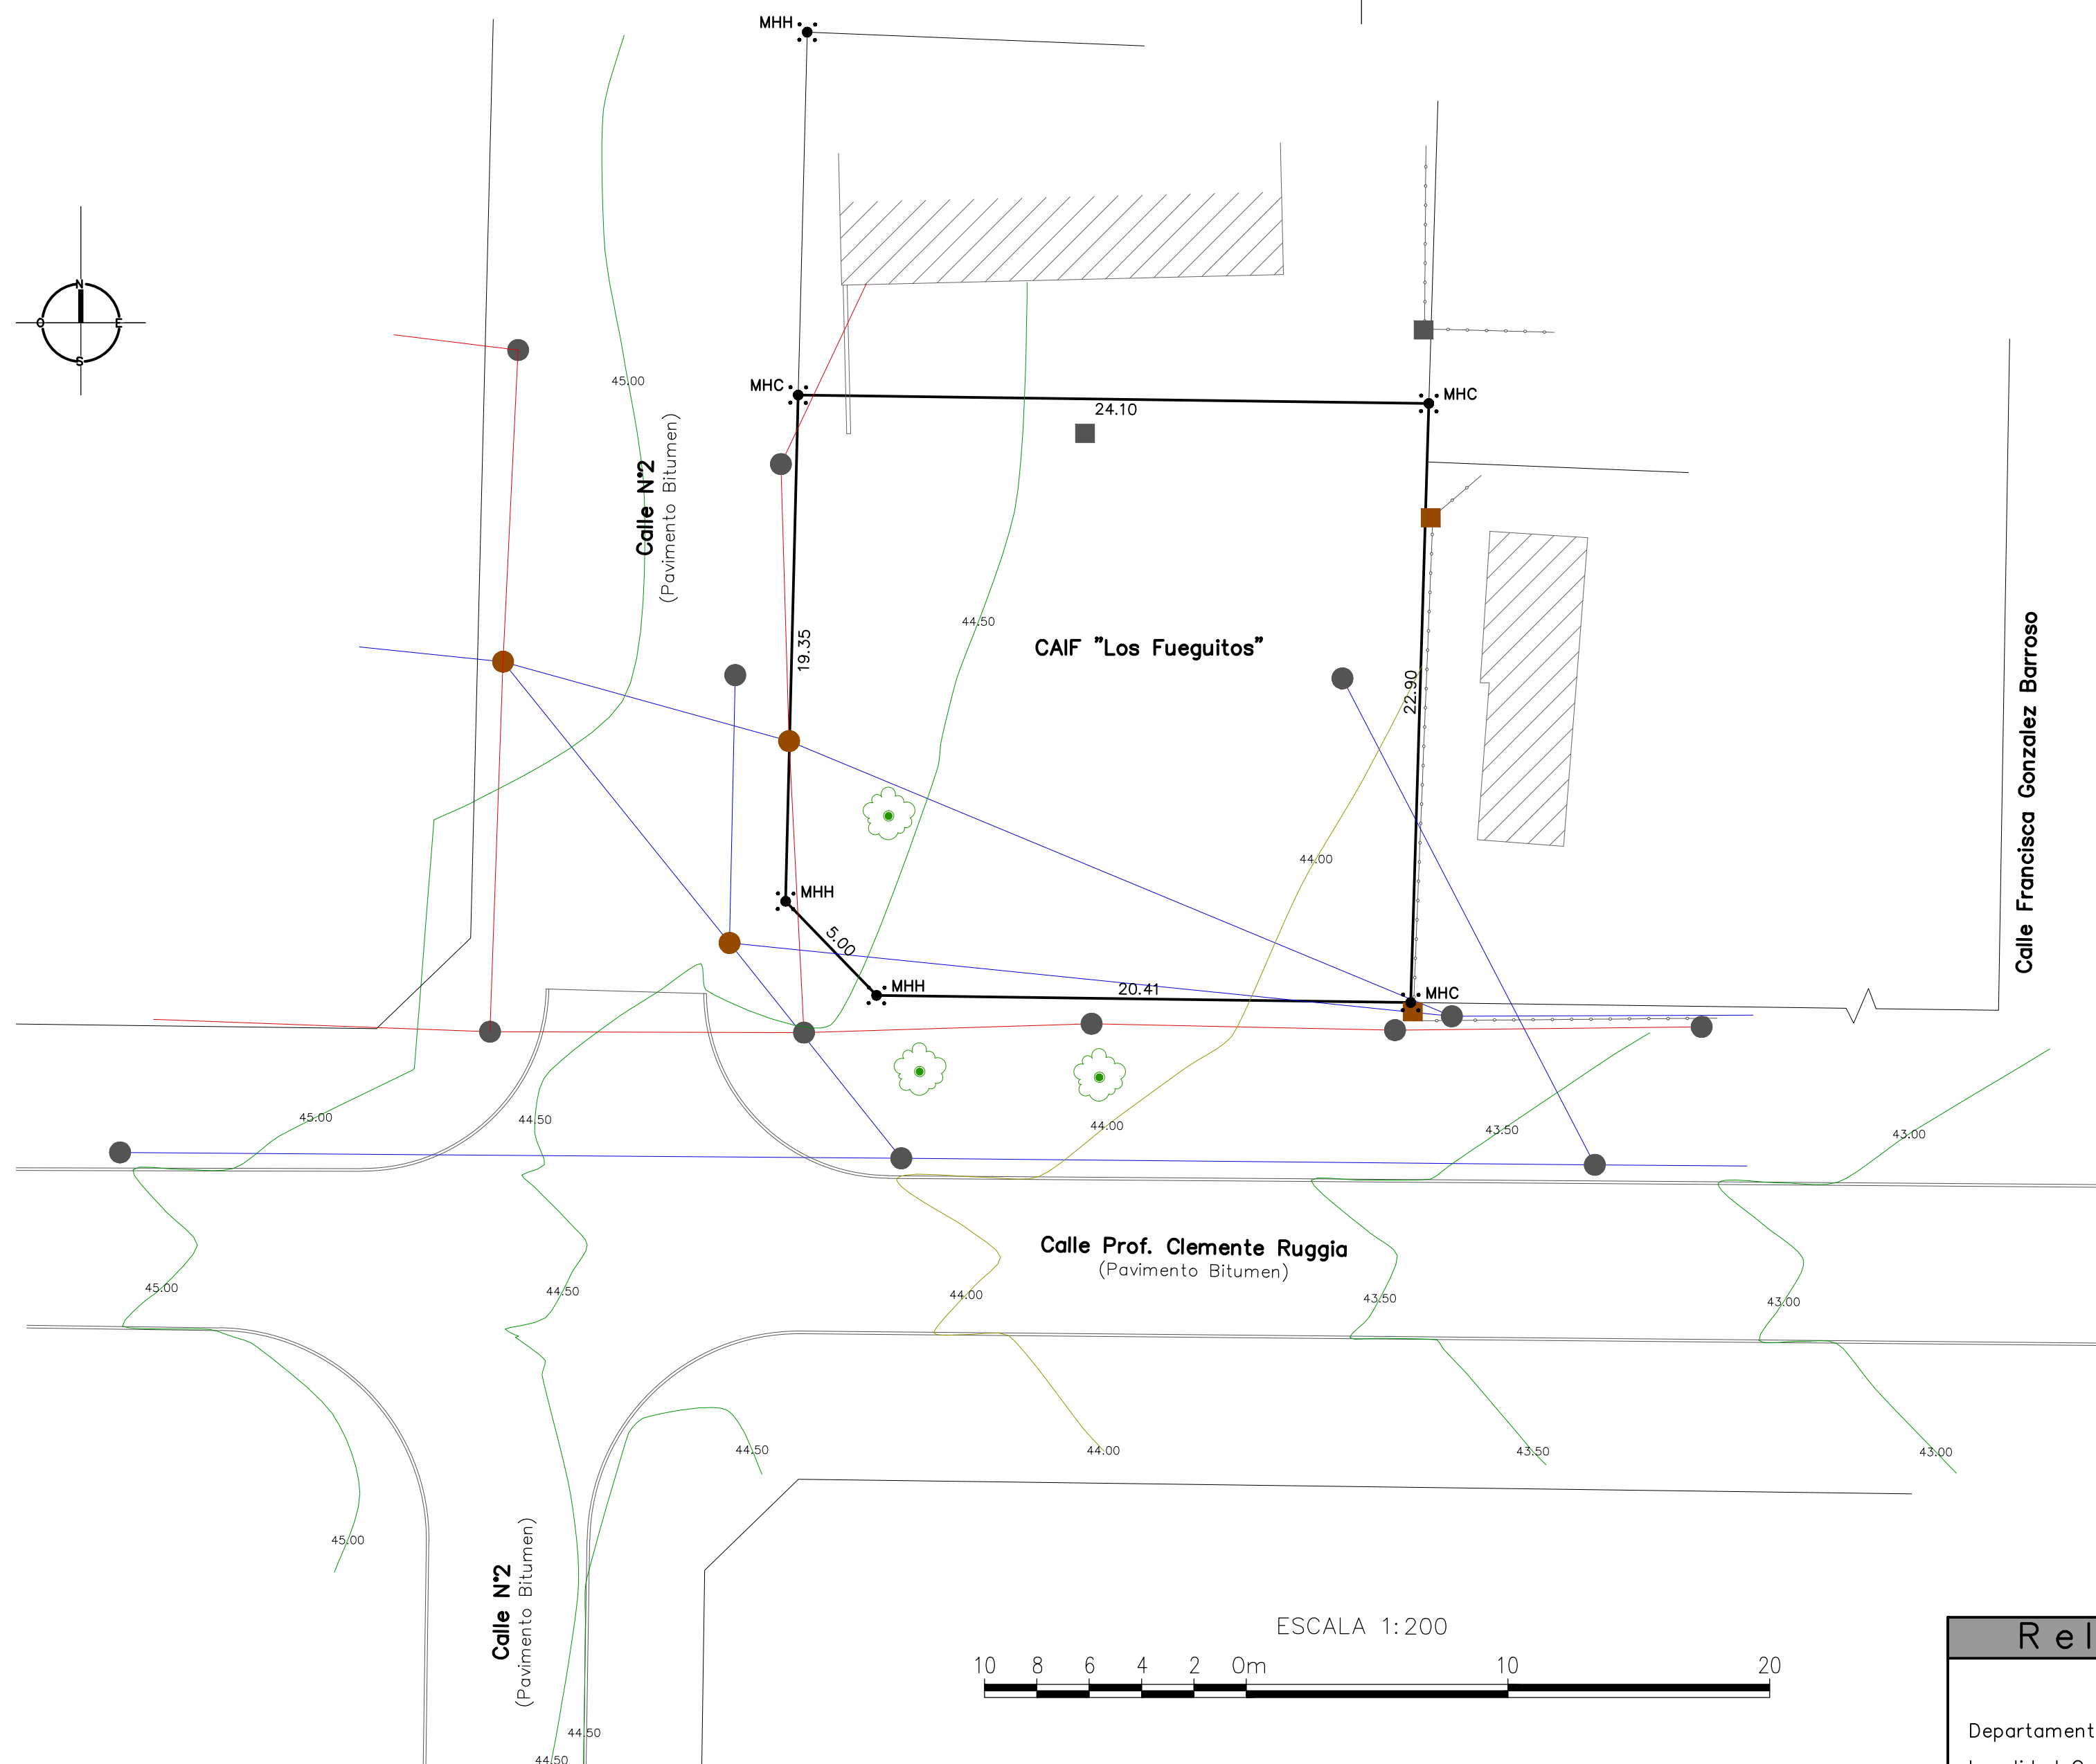 MHH
N
O
E
S
45.00
MHC
MHC
24.10
Calle N°2
(Pavimento Bitumen)
44.50
19.35
CAIF "Los Fueguitos"
22.90
Calle Francisca Gonzalez Barroso
44.00
MHH
5.00
MHH
20.41
MHC
45.00
44.50
44.00
43.50
43.00
Calle Prof. Clemente Ruggia
(Pavimento Bitumen)
45.00
44.50
44.00
43.50
43.00
44.50
44.00
43.50
43.00
45.00
Calle N°2
(Pavimento Bitumen)
ESCALA 1:200
10 8 6 4 2 0m 10 20
Rel
Departament
44.50
44.50